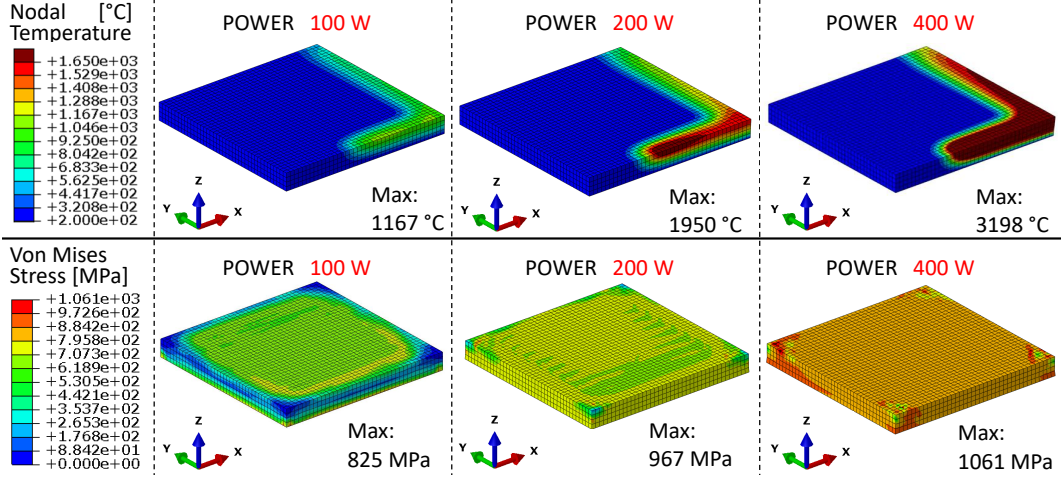 Nodal [°C]
Temperature
+1.650e+03
+1.529e+03
+1.408e+03
+1.288e+03
+1.167e+03
+1.046e+03
+9.250e+02
+8.042e+02
+6.833e+02
+5.625e+02
+4.417e+02
+3.208e+02
+2.000e+02
POWER 100 W
Z
Y
X
Max:
1167 °C
POWER 200 W
Z
Y
X
Max:
1950 °C
POWER 400 W
Z
Y
X
Max:
3198 °C
Von Mises
Stress [MPa]
+1.061e+03
+9.726e+02
+8.842e+02
+7.958e+02
+7.073e+02
+6.189e+02
+5.305e+02
+4.421e+02
+3.537e+02
+2.653e+02
+1.768e+02
+8.842e+01
+0.000e+00
POWER 100 W
Z
Y
X
Max:
825 MPa
POWER 200 W
Z
Y
X
Max:
967 MPa
POWER 400 W
Z
Y
X
Max:
1061 MPa